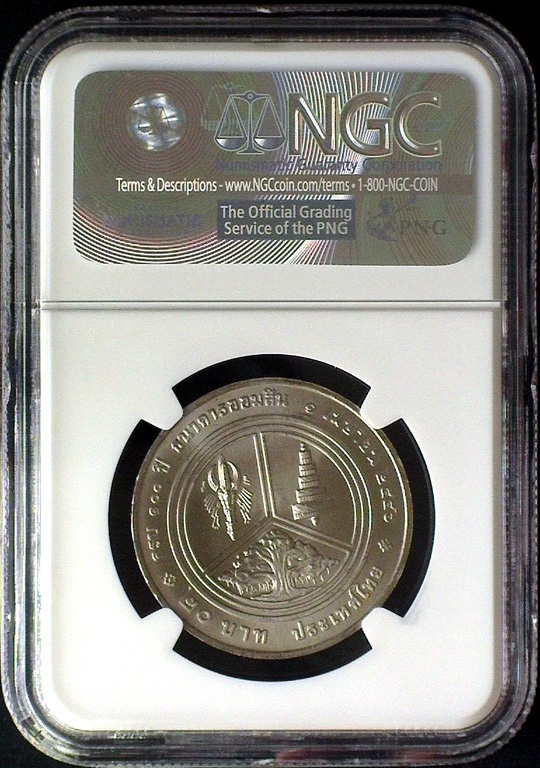 NGC
Numismatic Guaranty Corporation
Terms & Descriptions - www.NGCcoin.com/terms • 1-800-NGC-COIN
NUMISMATIC
The Official Grading
Service of the PNG
PNG
ครบ ๑๐๐ ปี ธนาคารออมสิน ๑ เมษายน ๒๕๕๖
๒๐ บาท ประเทศไทย